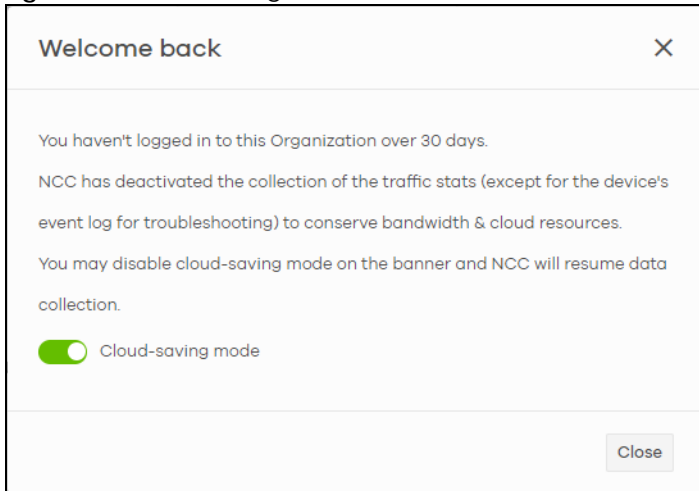 Welcome back
You haven't logged in to this Organization over 30 days.
NCC has deactivated the collection of the traffic stats (except for the device's
event log for troubleshooting) to conserve bandwidth & cloud resources.
You may disable cloud-saving mode on the banner and NCC will resume data
collection.
Cloud-saving mode
Close